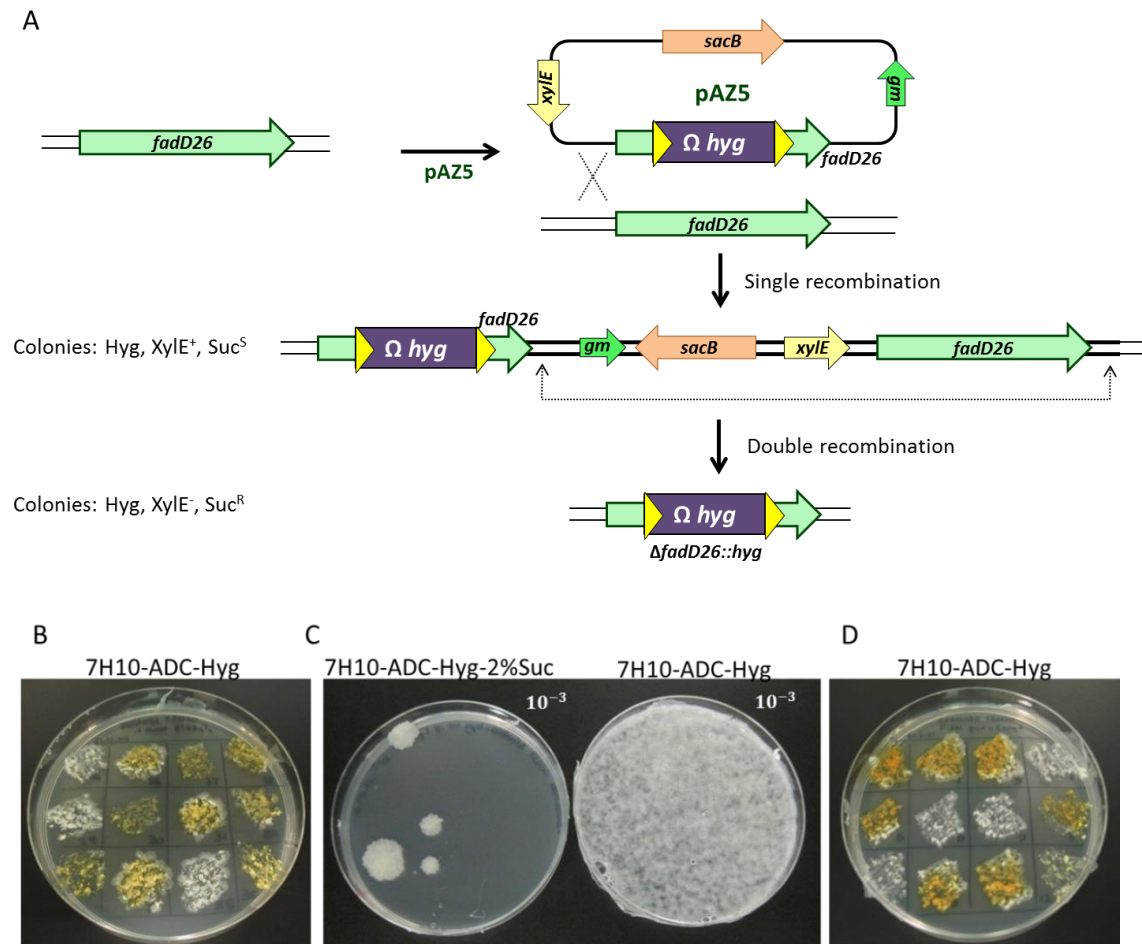 A
sacB
xylE
gm
pAZ5
fadD26
Ω hyg
fadD26
pAZ5
fadD26
Single recombination
fadD26
Colonies: Hyg, XylE⁺, Sucˢ
Ω hyg
gm
sacB
xylE
fadD26
Double recombination
Colonies: Hyg, XylE⁻, Sucᴿ
Ω hyg
ΔfadD26::hyg
B
C
D
7H10-ADC-Hyg
7H10-ADC-Hyg-2%Suc
7H10-ADC-Hyg
7H10-ADC-Hyg
10⁻³
10⁻³